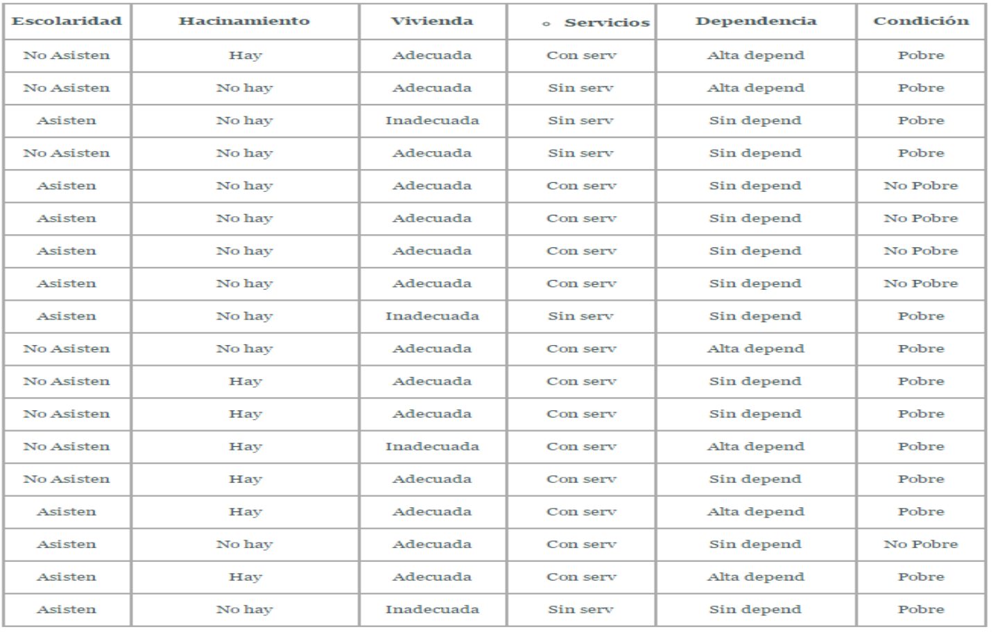 Escolaridad Hacinamiento Vivienda ◦ Servicios Dependencia Condición
No Asisten Hay Adecuada Con serv Alta depend Pobre
No Asisten No hay Adecuada Sin serv Alta depend Pobre
Asisten No hay Inadecuada Sin serv Sin depend Pobre
No Asisten No hay Adecuada Sin serv Sin depend Pobre
Asisten No hay Adecuada Con serv Sin depend No Pobre
Asisten No hay Adecuada Con serv Sin depend No Pobre
Asisten No hay Adecuada Con serv Sin depend No Pobre
Asisten No hay Adecuada Con serv Sin depend No Pobre
Asisten No hay Inadecuada Sin serv Sin depend Pobre
No Asisten No hay Adecuada Con serv Alta depend Pobre
No Asisten Hay Adecuada Con serv Sin depend Pobre
No Asisten Hay Adecuada Con serv Sin depend Pobre
No Asisten Hay Inadecuada Con serv Alta depend Pobre
No Asisten Hay Adecuada Con serv Sin depend Pobre
Asisten Hay Adecuada Con serv Alta depend Pobre
Asisten No hay Adecuada Con serv Sin depend No Pobre
Asisten Hay Adecuada Con serv Alta depend Pobre
Asisten No hay Inadecuada Sin serv Sin depend Pobre